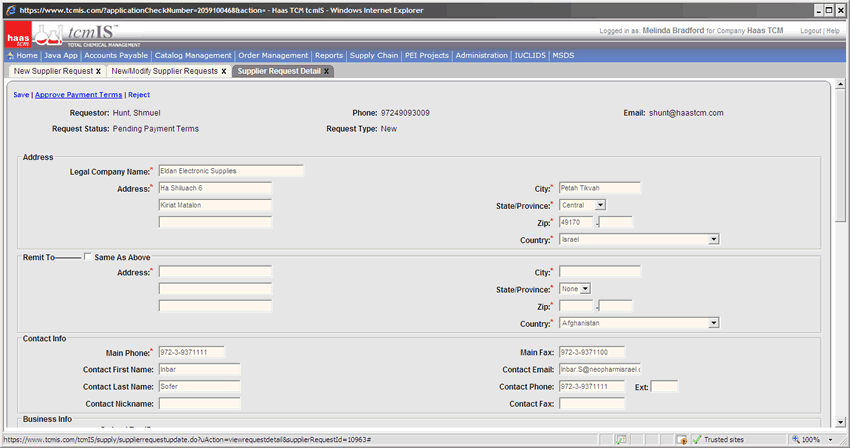 https://www.tcmis.com/?applicationCheckNumber=2059100468&action= - Haas TCM tcmIS - Windows Internet Explorer
haas tcm tcmIS™ TOTAL CHEMICAL MANAGEMENT Logged in as: Melinda Bradford for Company Haas TCM Logout | Help
Home | Java App | Accounts Payable | Catalog Management | Order Management | Reports | Supply Chain | PEI Projects | Administration | IUCLID5 | MSDS
New Supplier Request X New/Modify Supplier Requests X Supplier Request Detail X
Save | Approve Payment Terms | Reject
Requestor: Hunt, Shmuel Phone: 97249093009 Email: shunt@haastcm.com
Request Status: Pending Payment Terms Request Type: New
Address
Legal Company Name:* Eldan Electronic Supplies
Address:* Ha Shiluach 6 City:* Petah Tikvah
Kiriat Matalon State/Province:* Central
Zip:* 49170 -
Country:* Israel
Remit To Same As Above
Address:* City:*
State/Province:* None
Zip:* -
Country:* Afghanistan
Contact Info
Main Phone:* 972-3-9371111 Main Fax: 972-3-9371100
Contact First Name: Inbar Contact Email: Inbar.S@neopharmisrael.c
Contact Last Name: Sofer Contact Phone: 972-3-9371111 Ext:
Contact Nickname: Contact Fax:
Business Info
https://www.tcmis.com/tcmIS/supply/supplierrequestupdate.do?uAction=viewrequestdetail&supplierRequestId=10963# Trusted sites 100%